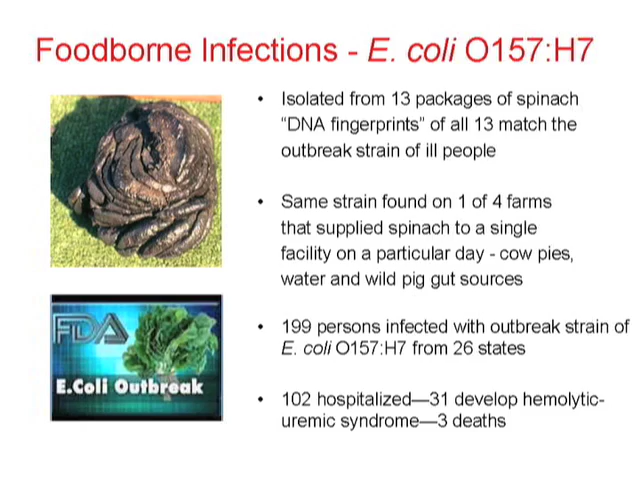 Foodborne Infections - E. coli O157:H7
• Isolated from 13 packages of spinach
“DNA fingerprints” of all 13 match the
outbreak strain of ill people
• Same strain found on 1 of 4 farms
that supplied spinach to a single
facility on a particular day - cow pies,
water and wild pig gut sources
FDA
E.Coli Outbreak
• 199 persons infected with outbreak strain of
E. coli O157:H7 from 26 states
• 102 hospitalized—31 develop hemolytic-
uremic syndrome—3 deaths